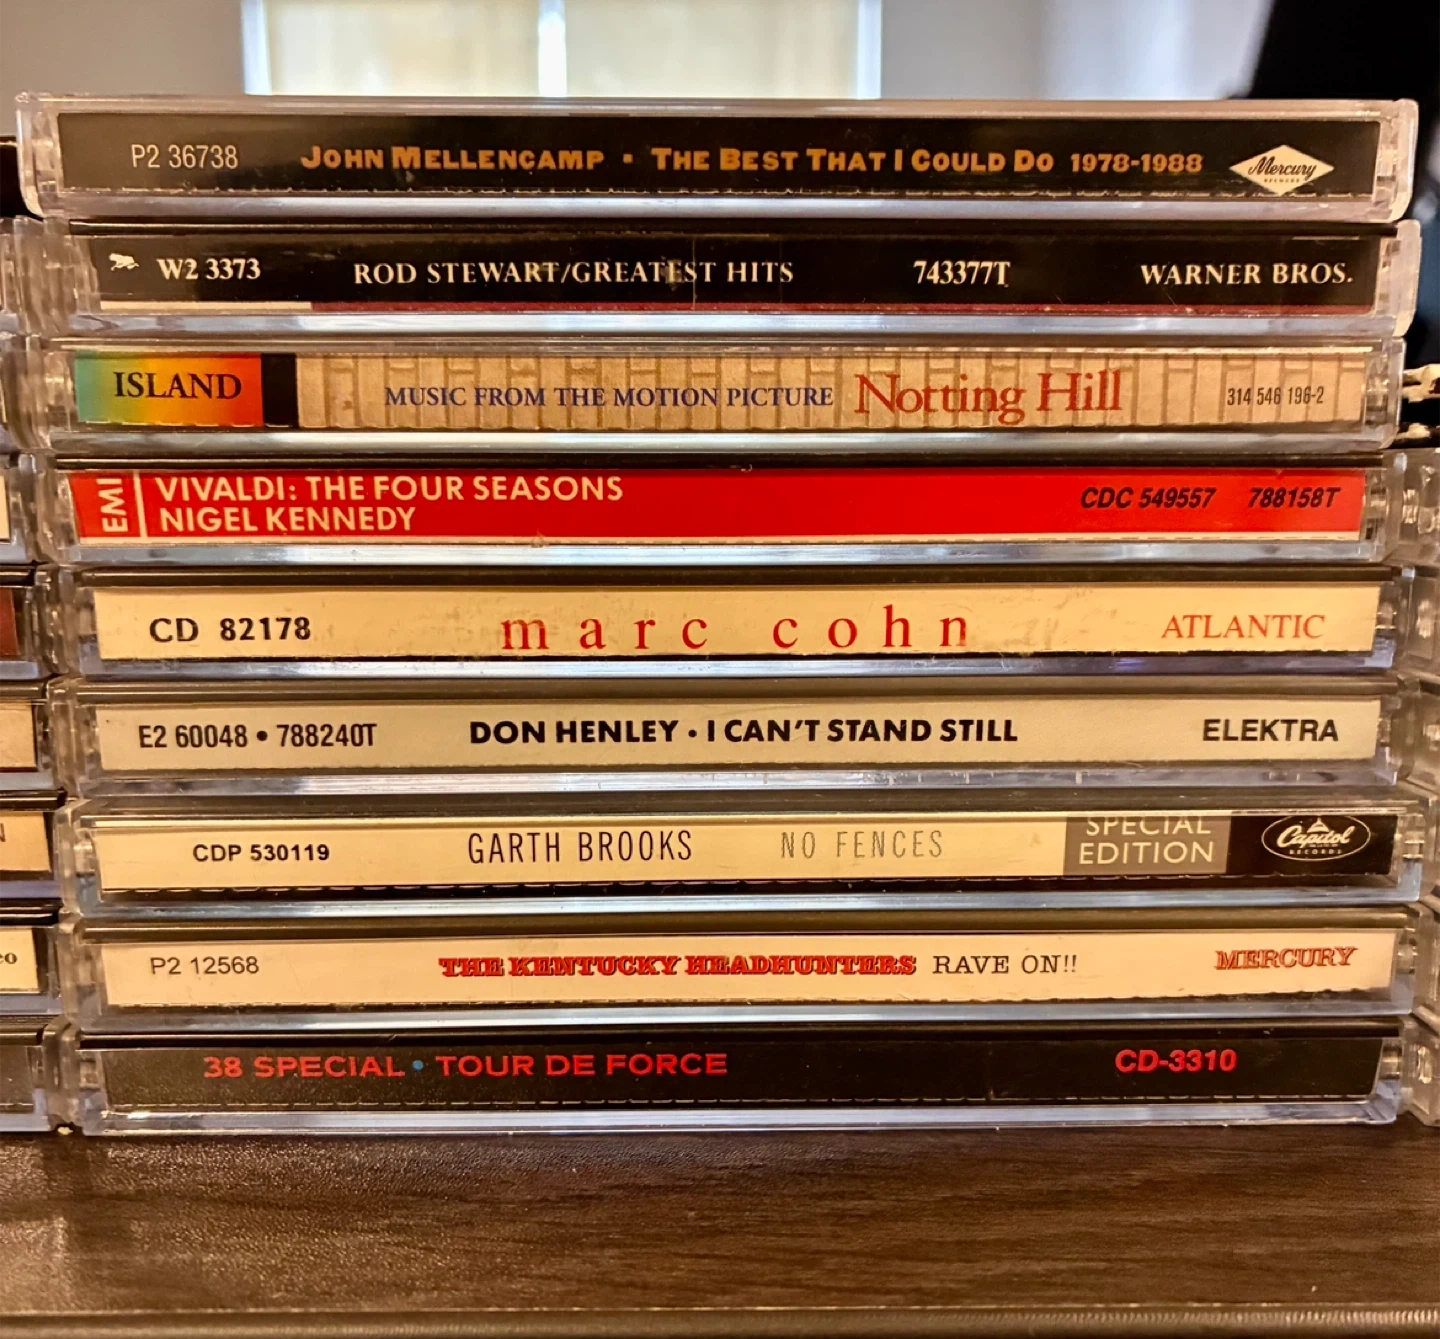 P2 36738 JOHN MELLENCAMP · THE BEST THAT I COULD DO 1978-1988 Mercury RECORDS
W2 3373 ROD STEWART/GREATEST HITS 743377T WARNER BROS.
ISLAND MUSIC FROM THE MOTION PICTURE Notting Hill 314 546 196-2
EMI VIVALDI: THE FOUR SEASONS CDC 549557 788158T
NIGEL KENNEDY
CD 82178 marc cohn ATLANTIC
E2 60048 • 788240T DON HENLEY · I CAN'T STAND STILL ELEKTRA
CDP 530119 GARTH BROOKS NO FENCES SPECIAL EDITION Capitol RECORDS
P2 12568 THE KENTUCKY HEADHUNTERS RAVE ON!! MERCURY
38 SPECIAL • TOUR DE FORCE CD-3310